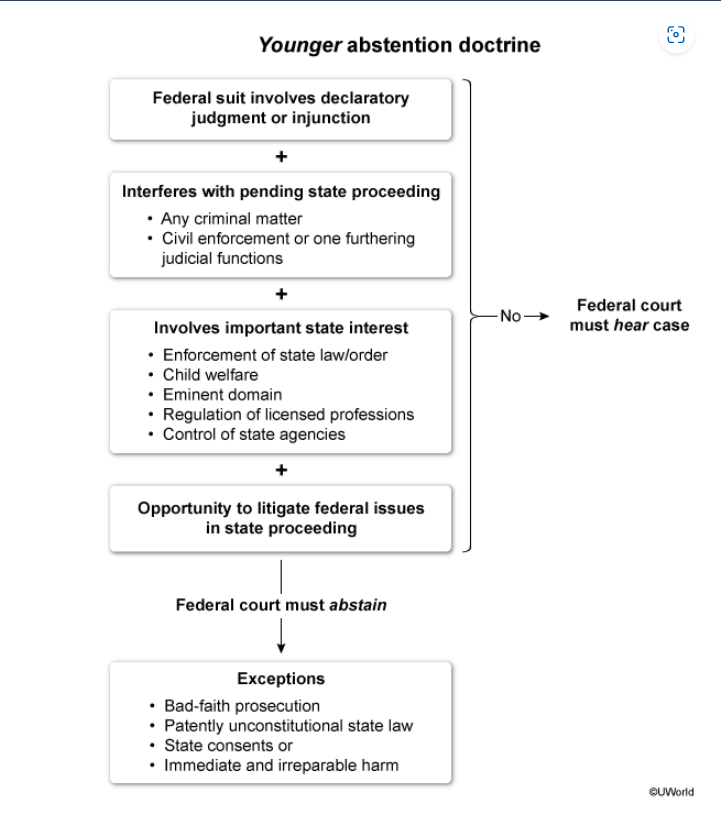 Younger abstention doctrine
Federal suit involves declaratory
judgment or injunction
+
Interferes with pending state proceeding
• Any criminal matter
• Civil enforcement or one furthering
judicial functions
+
Involves important state interest
• Enforcement of state law/order
• Child welfare
• Eminent domain
• Regulation of licensed professions
• Control of state agencies
+
Opportunity to litigate federal issues
in state proceeding
No
Federal court
must hear case
Federal court must abstain
Exceptions
• Bad-faith prosecution
• Patently unconstitutional state law
• State consents or
• Immediate and irreparable harm
©UWorld